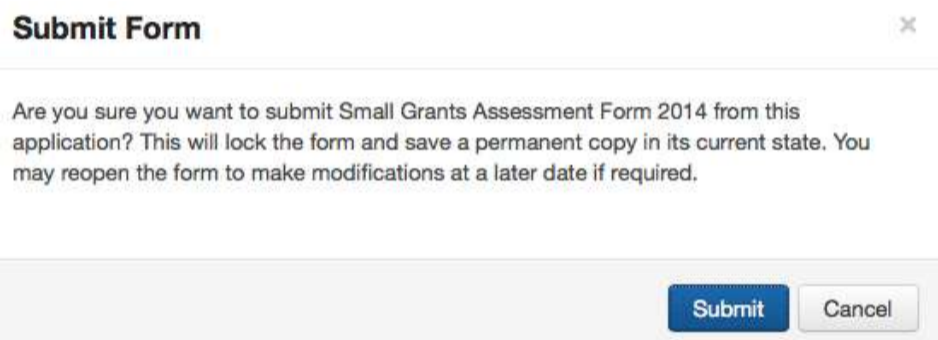 Submit Form
×
Are you sure you want to submit Small Grants Assessment Form 2014 from this
application? This will lock the form and save a permanent copy in its current state. You
may reopen the form to make modifications at a later date if required.
Submit Cancel